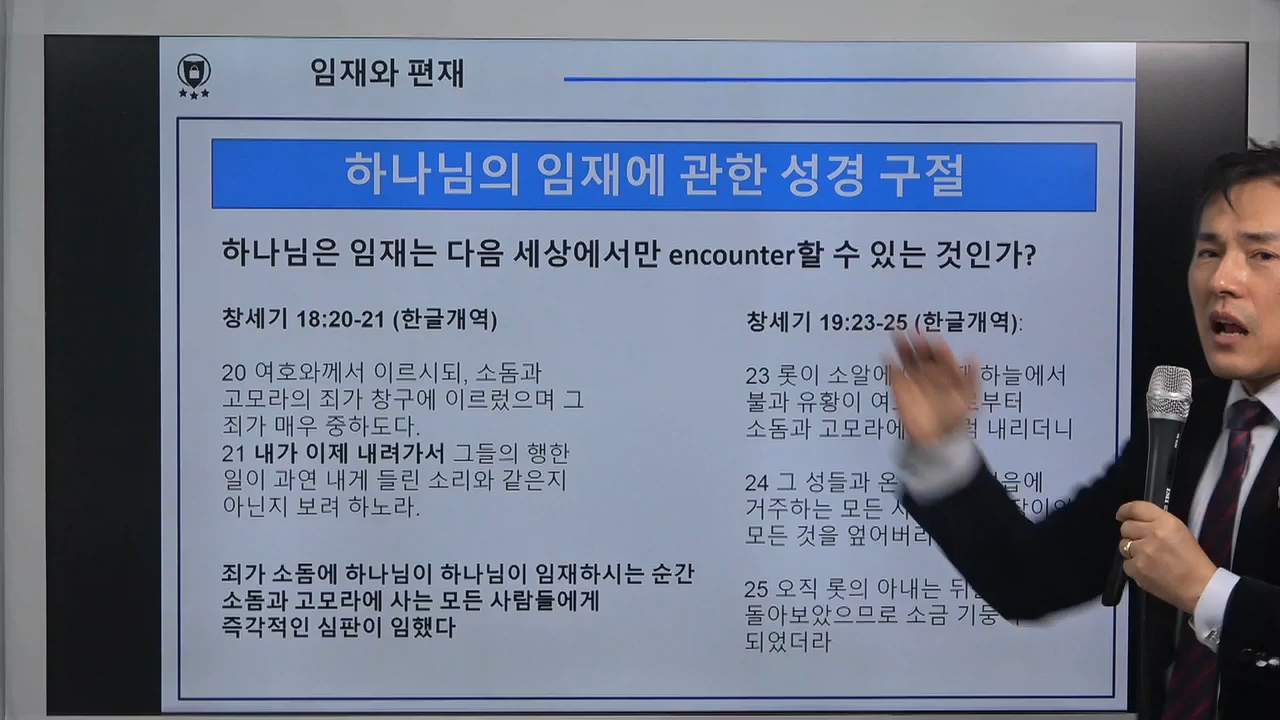 임재와 편재
하나님의 임재에 관한 성경 구절
하나님은 임재는 다음 세상에서만 encounter할 수 있는 것인가?
창세기 18:20-21 (한글개역)
20 여호와께서 이르시되, 소돔과
고모라의 죄가 창구에 이르렀으며 그
죄가 매우 중하도다.
21 내가 이제 내려가서 그들의 행한
일이 과연 내게 들린 소리와 같은지
아닌지 보려 하노라.
죄가 소돔에 하나님이 하나님이 임재하시는 순간
소돔과 고모라에 사는 모든 사람들에게
즉각적인 심판이 임했다
창세기 19:23-25 (한글개역):
23 롯이 소알에 하늘에서
불과 유황이
소돔과 고모라에 내리더니
24 그 성들과 온
거주하는 모든
모든 것을
25 오직 롯의 아내는
돌아보았으므로 소금
되었더라